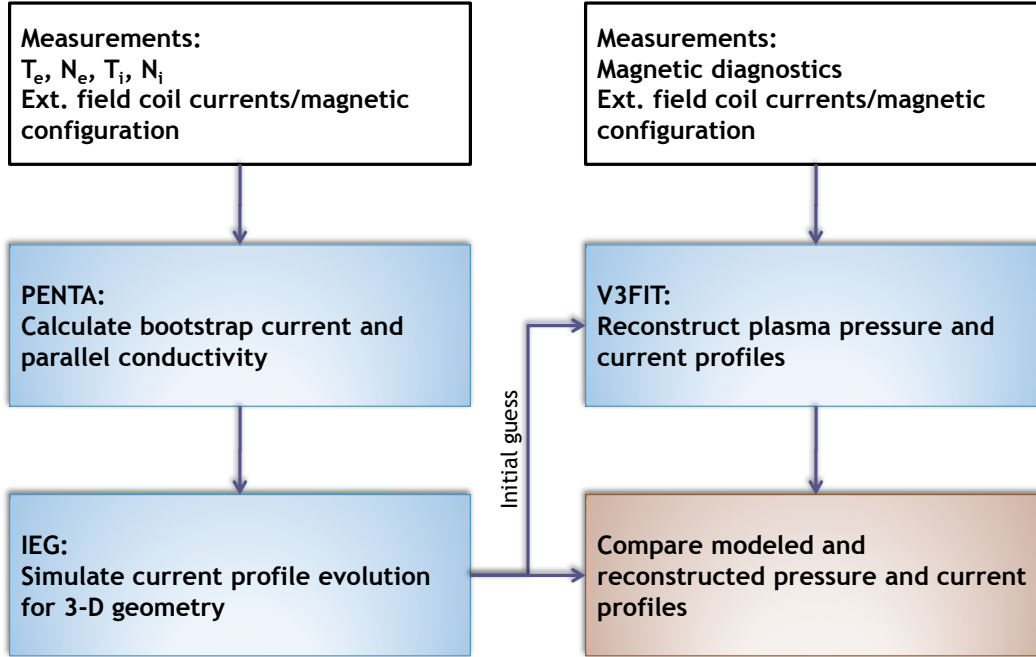 Measurements:
Tₑ, Nₑ, Tᵢ, Nᵢ
Ext. field coil currents/magnetic
configuration
Measurements:
Magnetic diagnostics
Ext. field coil currents/magnetic
configuration
PENTA:
Calculate bootstrap current and
parallel conductivity
V3FIT:
Reconstruct plasma pressure and
current profiles
Initial guess
IEG:
Simulate current profile evolution
for 3-D geometry
Compare modeled and
reconstructed pressure and current
profiles